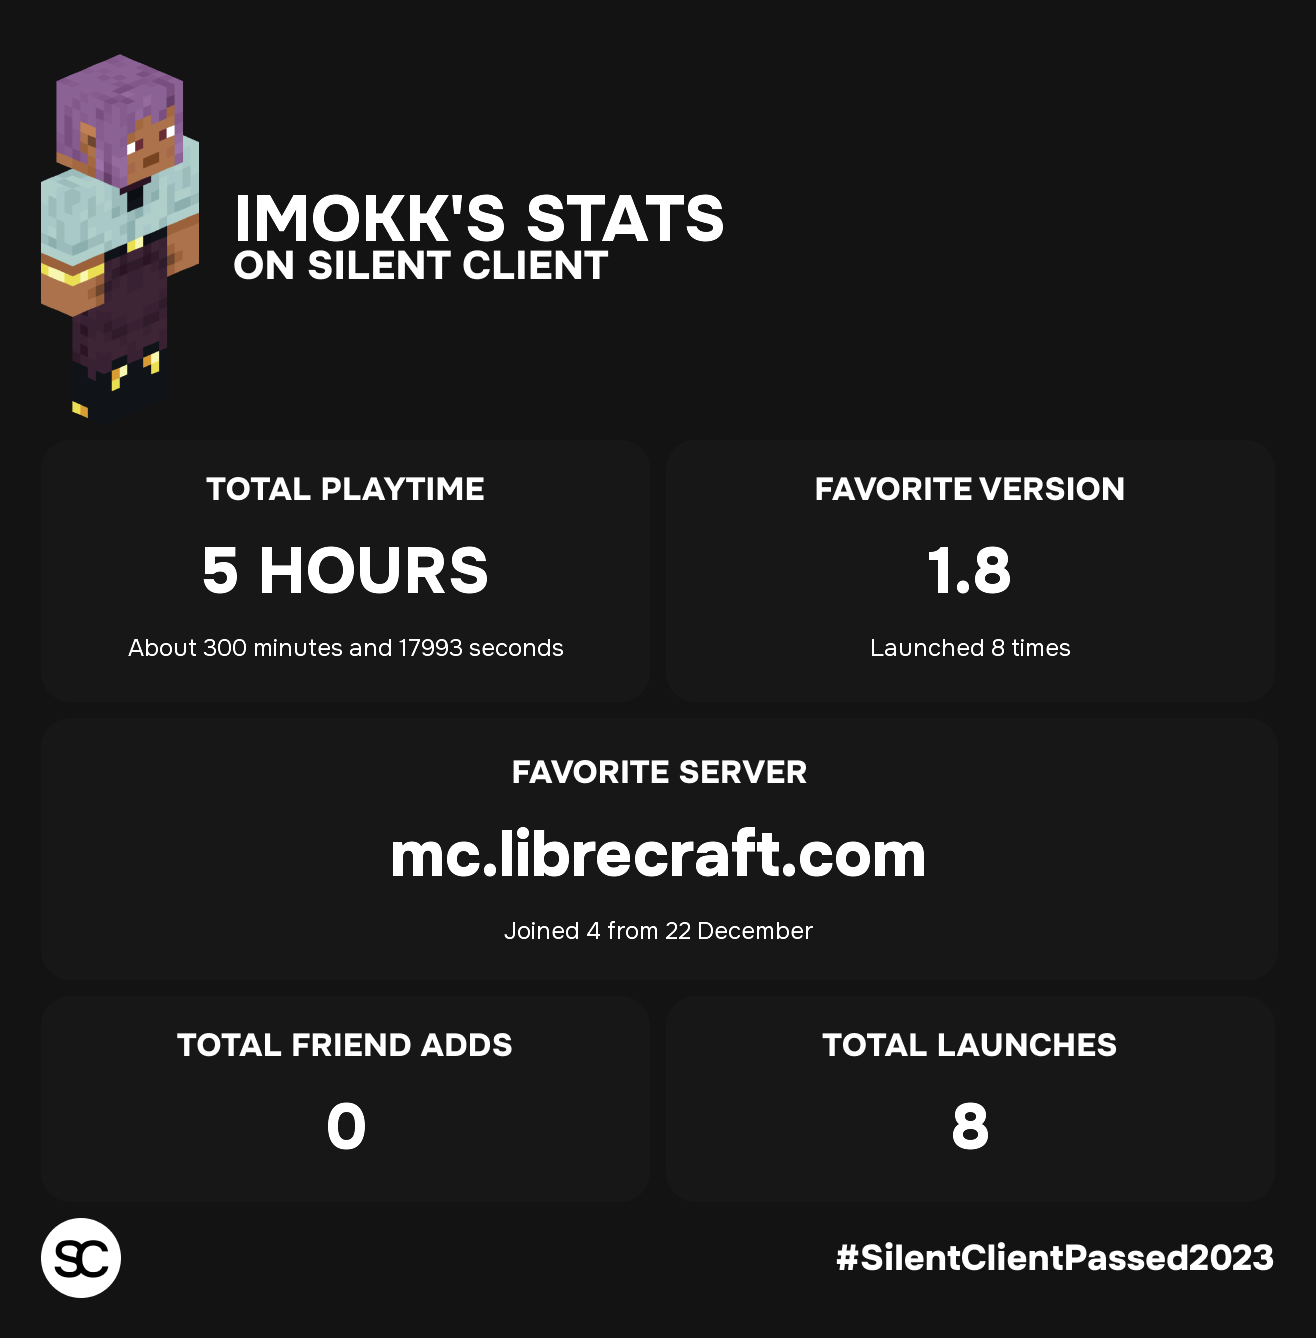 IMOKK'S STATS
ON SILENT CLIENT
TOTAL PLAYTIME
5 HOURS
About 300 minutes and 17993 seconds
FAVORITE VERSION
1.8
Launched 8 times
FAVORITE SERVER
mc.librecraft.com
Joined 4 from 22 December
TOTAL FRIEND ADDS
0
TOTAL LAUNCHES
8
SC
#SilentClientPassed2023